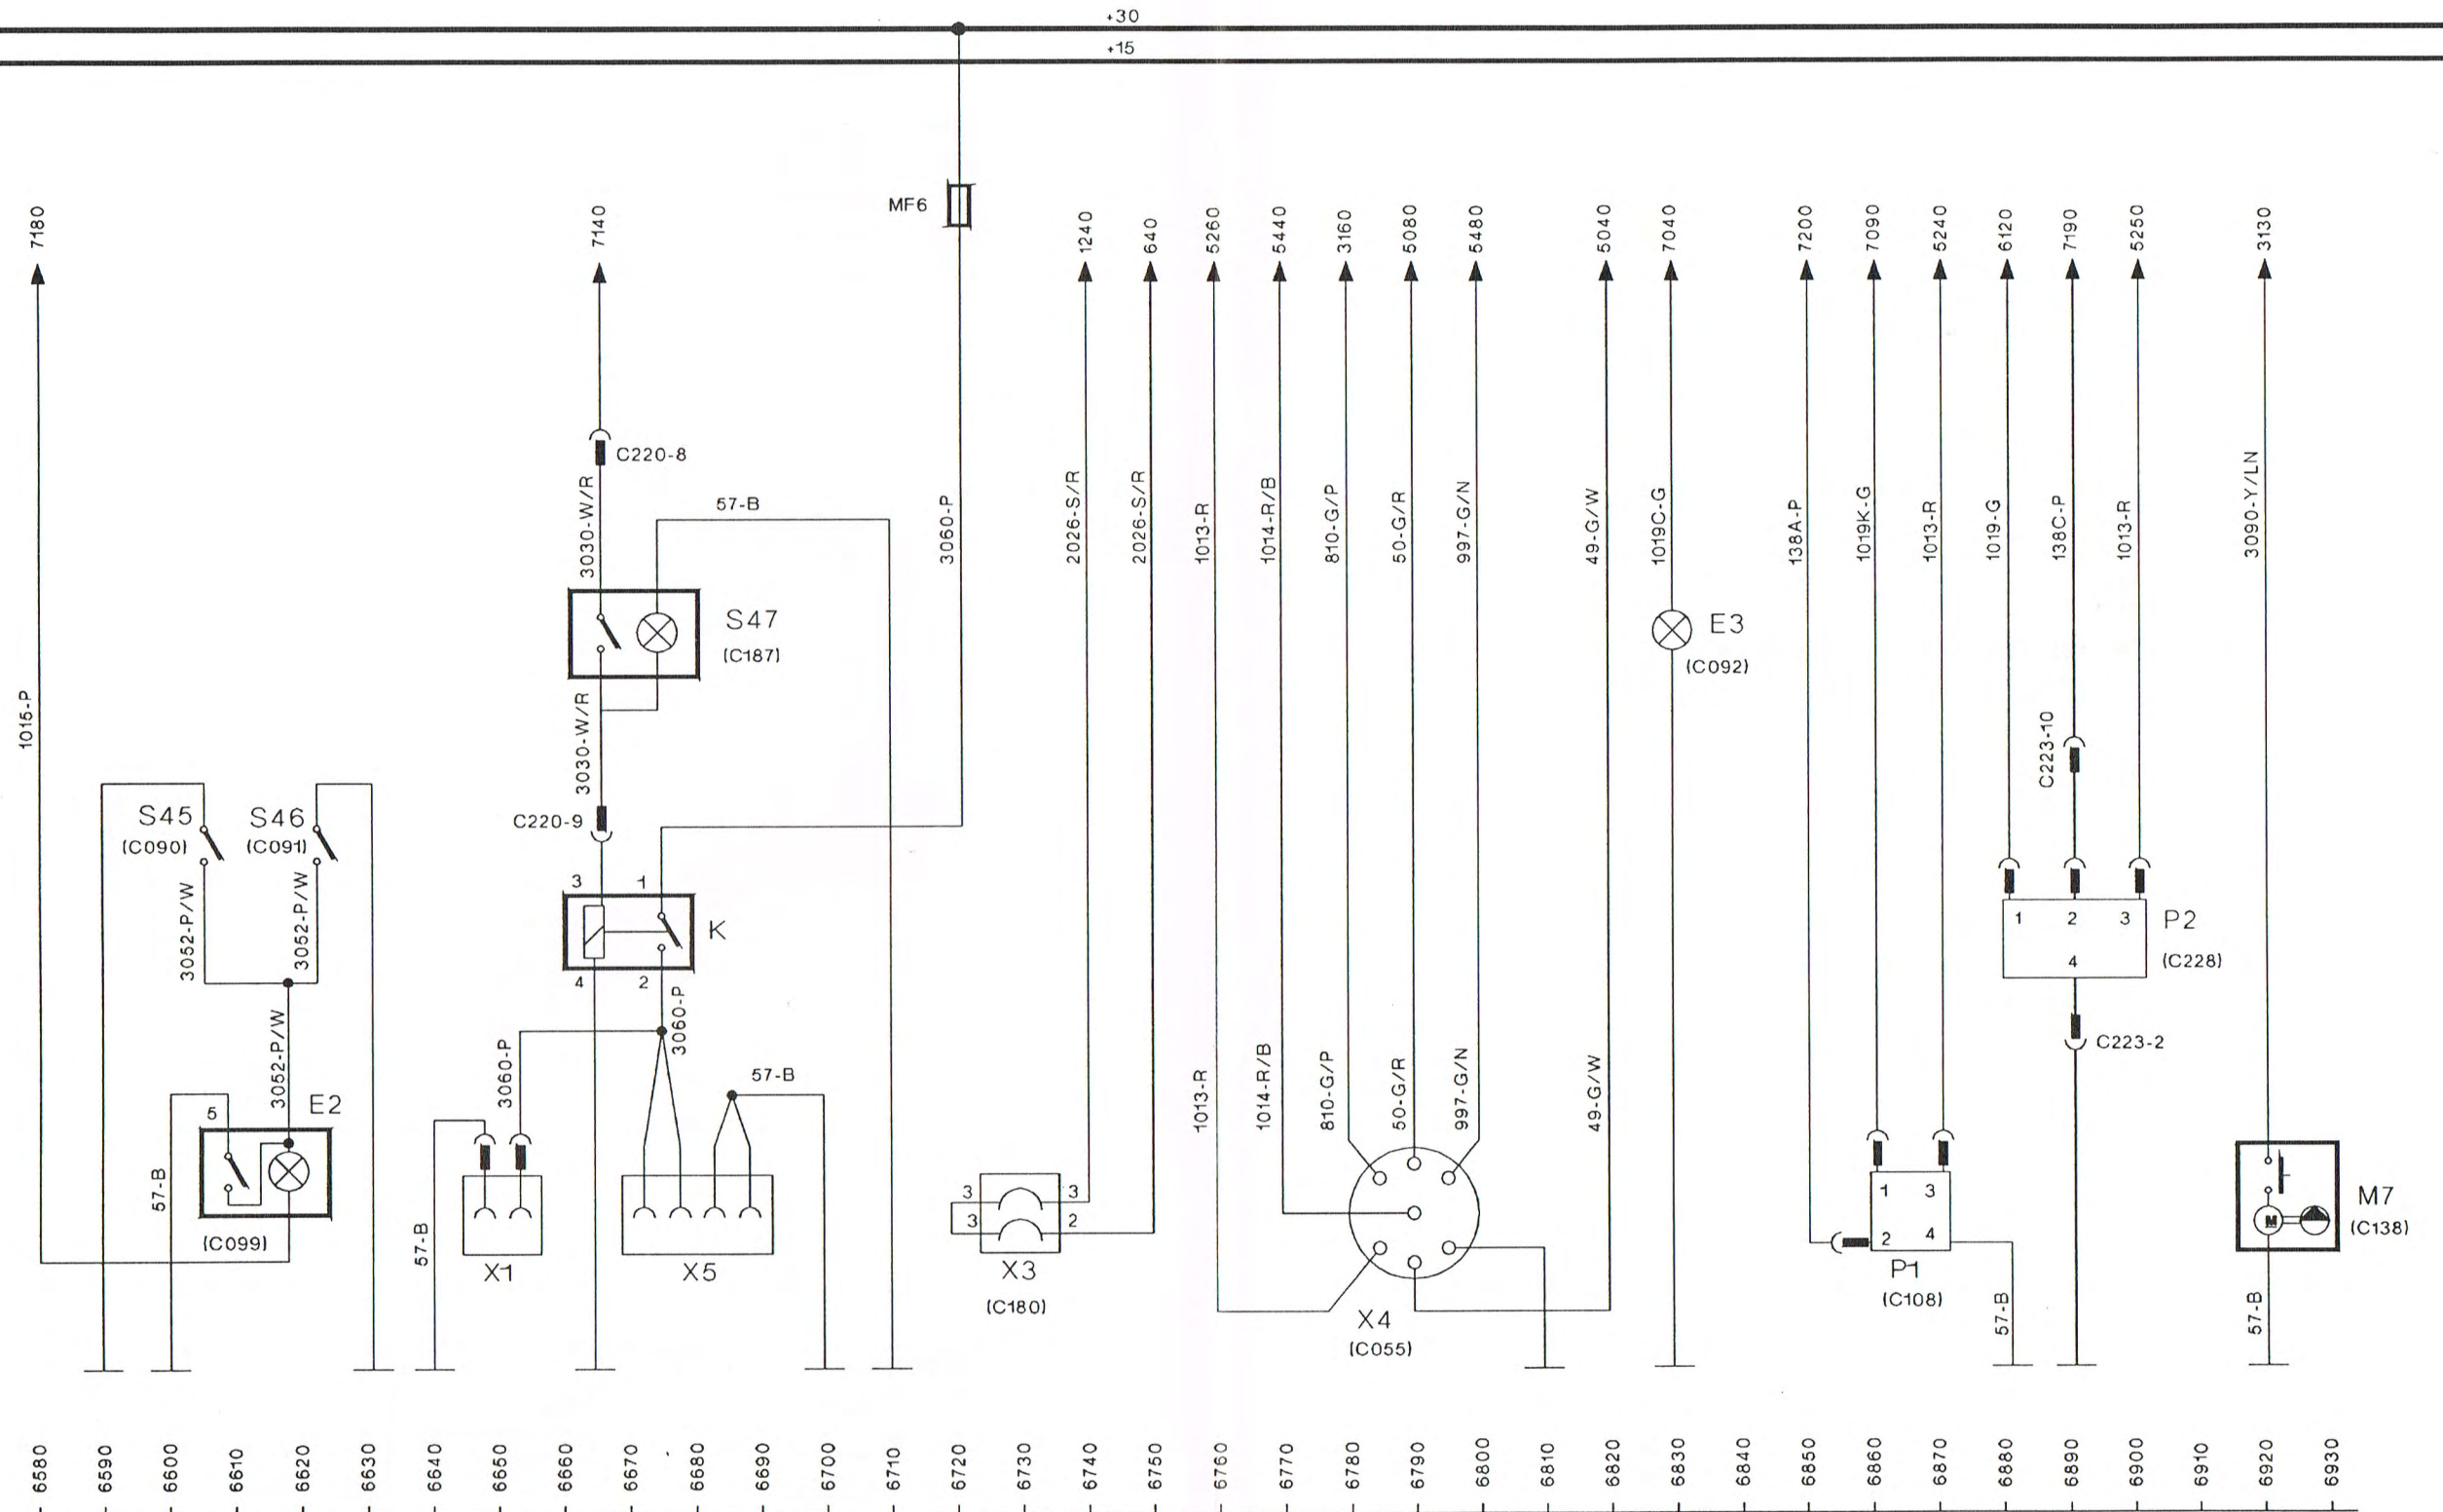 +30
+15
MF6
7180
7140
1240
640
5260
5440
3160
5080
5480
5040
7040
7200
7090
5240
6120
7190
5250
3130
C220-8
3030-W/R
57-B
3060-P
2026-S/R
2026-S/R
1013-R
1014-R/B
810-G/P
50-G/R
997-G/N
49-G/W
1019C-G
138A-P
1019K-G
1013-R
1019-G
138C-P
1013-R
3090-Y/LN
S47
(C187)
E3
(C092)
1015-P
3030-W/R
C223-10
S45
(C090)
S46
(C091)
C220-9
3052-P/W
3052-P/W
3 1
K
4 2
1 2 3
4
P2
(C228)
3052-P/W
3060-P
3060-P
57-B
C223-2
5
E2
(C099)
57-B
57-B
X1
X5
3 3
3 2
X3
(C180)
1013-R
1014-R/B
810-G/P
50-G/R
997-G/N
49-G/W
X4
(C055)
1 3
2 4
P1
(C108)
57-B
M
M7
(C138)
57-B
6580
6590
6600
6610
6620
6630
6640
6650
6660
6670
6680
6690
6700
6710
6720
6730
6740
6750
6760
6770
6780
6790
6800
6810
6820
6830
6840
6850
6860
6870
6880
6890
6900
6910
6920
6930